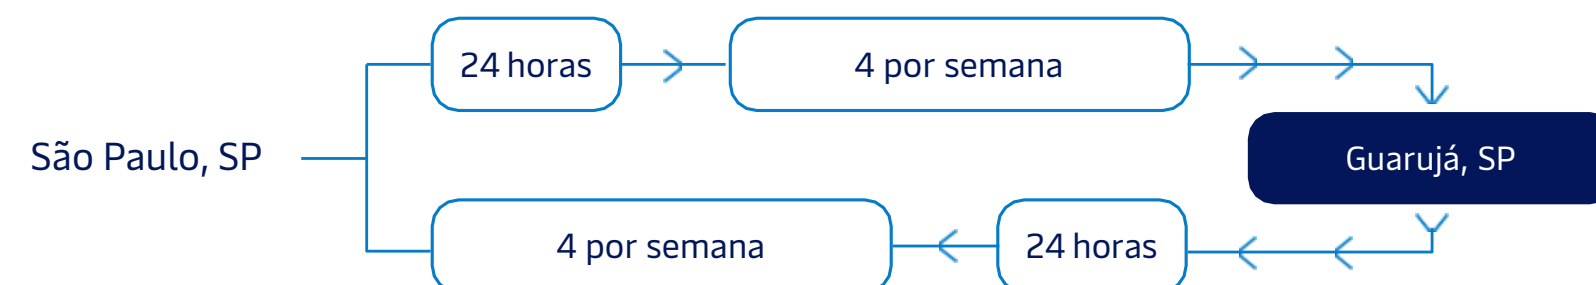 24 horas
4 por semana
São Paulo, SP
Guarujá, SP
4 por semana
24 horas